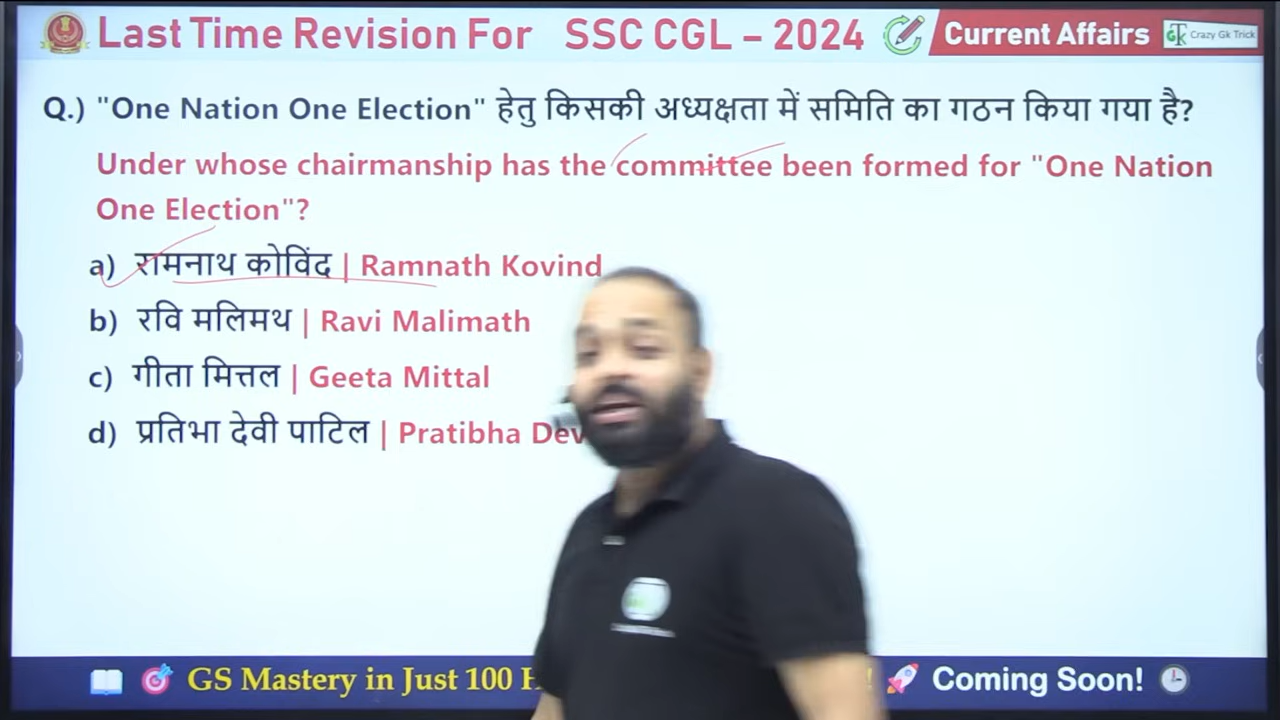 Last Time Revision For SSC CGL – 2024
Current Affairs
Crazy Gk Trick
Q.) "One Nation One Election" हेतु किसकी अध्यक्षता में समिति का गठन किया गया है?
Under whose chairmanship has the committee been formed for "One Nation
One Election"?
a) रामनाथ कोविंद | Ramnath Kovind
b) रवि मलिमथ | Ravi Malimath
c) गीता मित्तल | Geeta Mittal
d) प्रतिभा देवी पाटिल | Pratibha
GS Mastery in Just 100
Coming Soon!